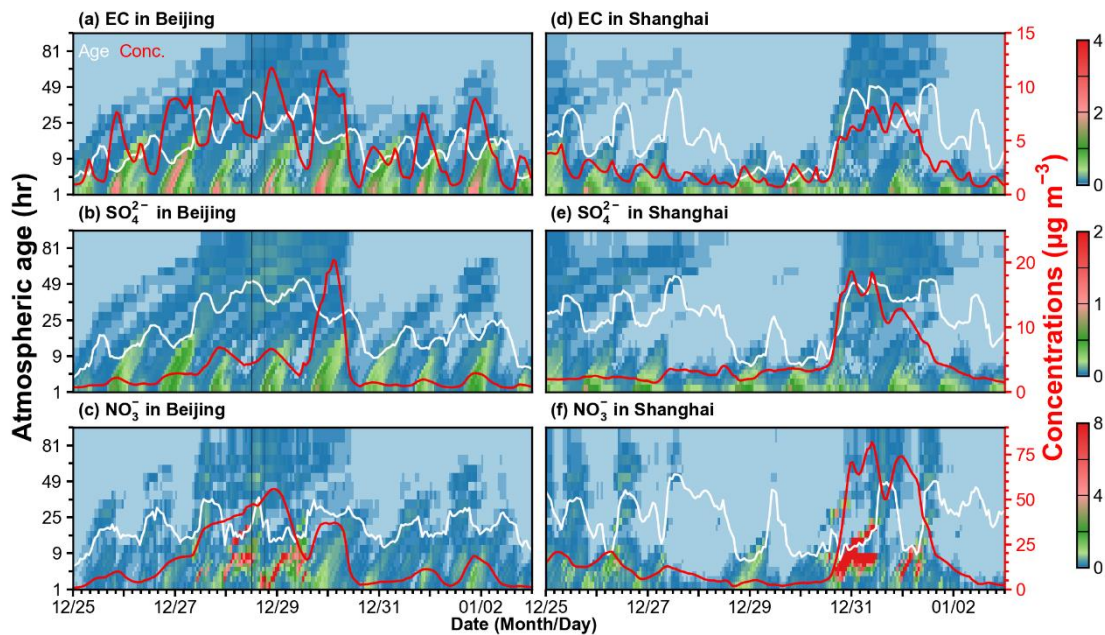 (a) EC in Beijing
(d) EC in Shanghai
Age Conc.
81
49
25
9
1
15
10
5
0
4
2
0
(b) SO₄²⁻ in Beijing
(e) SO₄²⁻ in Shanghai
81
49
25
9
1
20
10
0
2
1
0
(c) NO₃⁻ in Beijing
(f) NO₃⁻ in Shanghai
81
49
25
9
1
75
50
25
0
8
4
0
Atmospheric age (hr)
Concentrations (μg m⁻³)
12/25 12/27 12/29 12/31 01/02
12/25 12/27 12/29 12/31 01/02
Date (Month/Day)